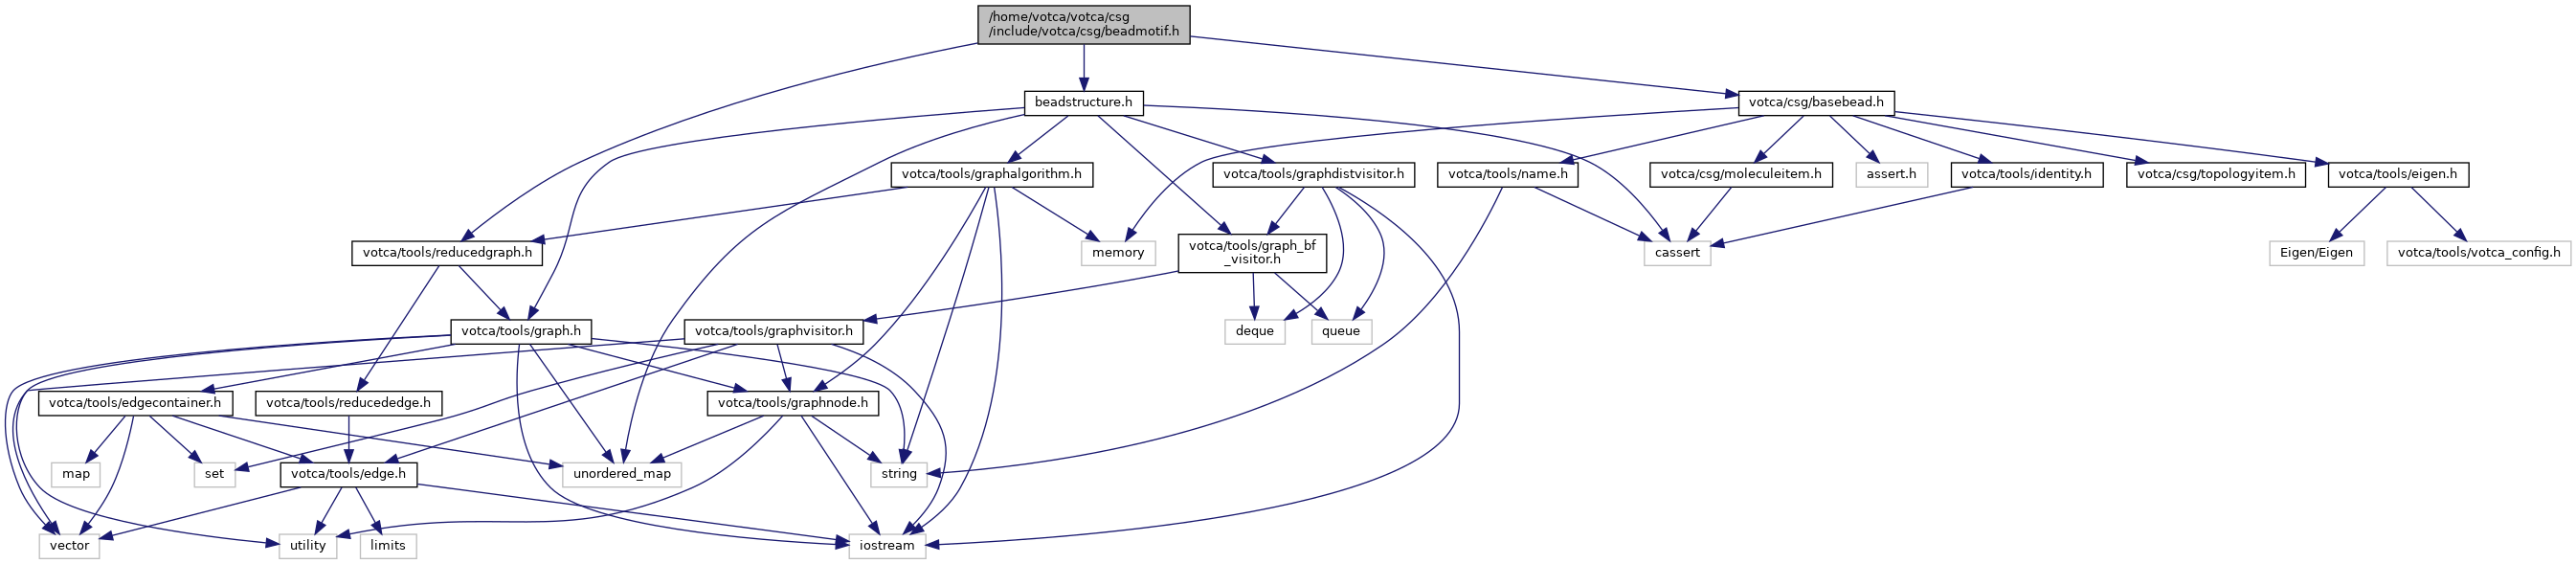 /home/votca/votca/csg
/include/votca/csg/beadmotif.h
beadstructure.h
votca/csg/basebead.h
votca/tools/graphalgorithm.h
votca/tools/graphdistvisitor.h
votca/tools/name.h
votca/csg/moleculeitem.h
assert.h
votca/tools/identity.h
votca/csg/topologyitem.h
votca/tools/eigen.h
votca/tools/reducedgraph.h
memory
votca/tools/graph_bf
_visitor.h
cassert
Eigen/Eigen
votca/tools/votca_config.h
votca/tools/graph.h
votca/tools/graphvisitor.h
deque
queue
votca/tools/edgecontainer.h
votca/tools/reducededge.h
votca/tools/graphnode.h
map
set
votca/tools/edge.h
unordered_map
string
vector
utility
limits
iostream